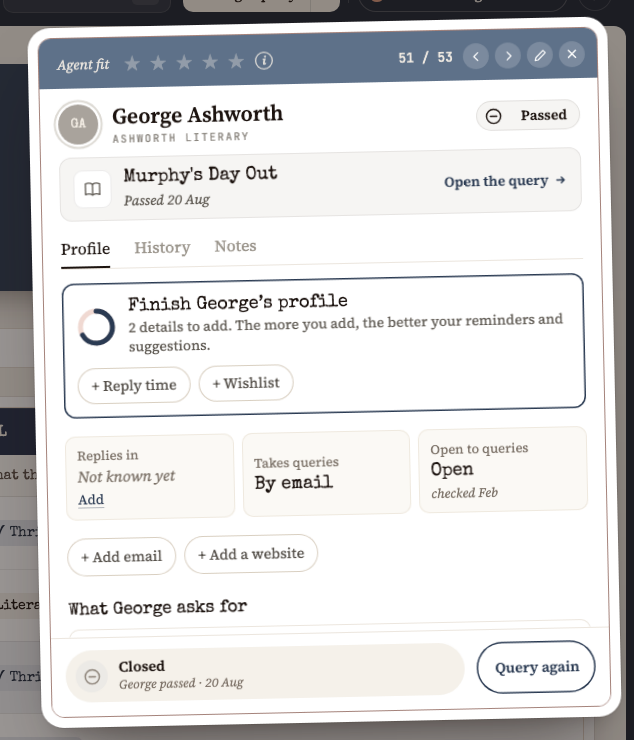 Agent fit
51 / 53
GA
George Ashworth
ASHWORTH LITERARY
Passed
Murphy's Day Out
Passed 20 Aug
Open the query →
Profile
History
Notes
Finish George’s profile
2 details to add. The more you add, the better your reminders and
suggestions.
+ Reply time
+ Wishlist
Replies in
Not known yet
Add
Takes queries
By email
Open to queries
Open
checked Feb
+ Add email
+ Add a website
What George asks for
Closed
George passed · 20 Aug
Query again